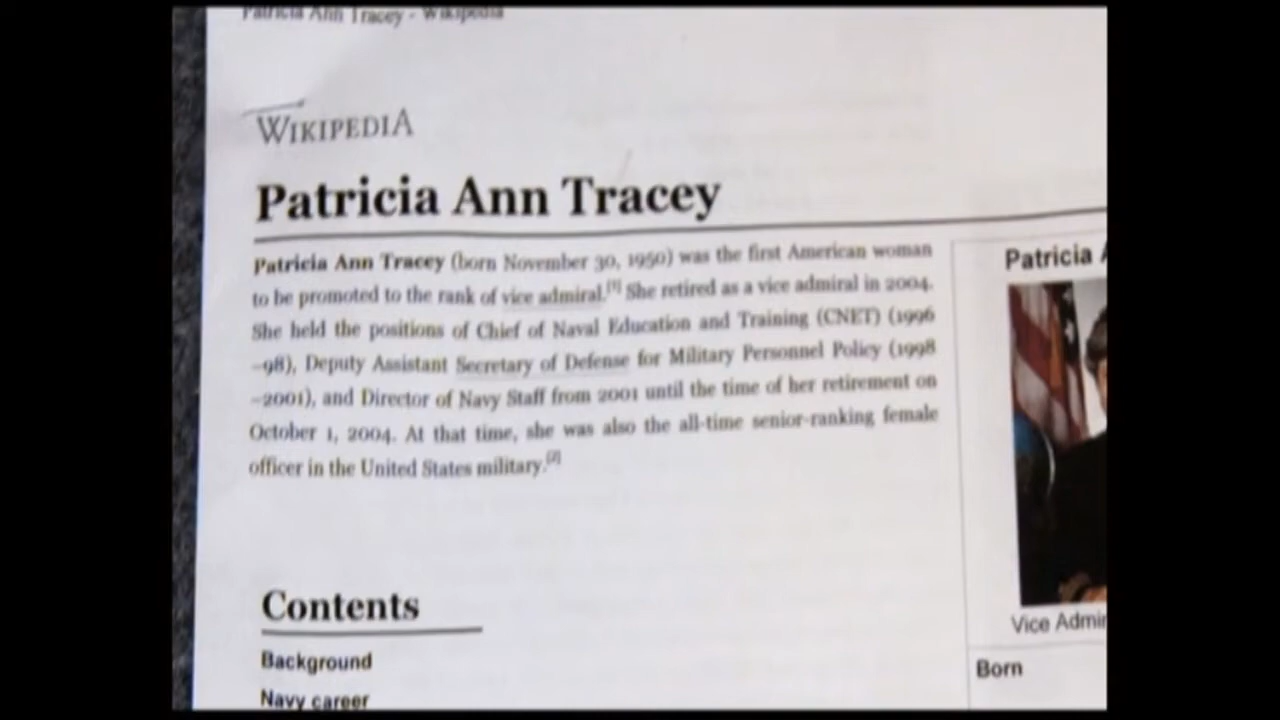 Patricia Ann Tracey - Wikipedia
WIKIPEDIA
Patricia Ann Tracey
Patricia Ann Tracey (born November 30, 1950) was the first American woman
to be promoted to the rank of vice admiral.[1] She retired as a vice admiral in 2004.
She held the positions of Chief of Naval Education and Training (CNET) (1996
–98), Deputy Assistant Secretary of Defense for Military Personnel Policy (1998
–2001), and Director of Navy Staff from 2001 until the time of her retirement on
October 1, 2004. At that time, she was also the all-time senior-ranking female
officer in the United States military.[2]
Contents
Background
Navy career
Patricia A
Vice Admir
Born